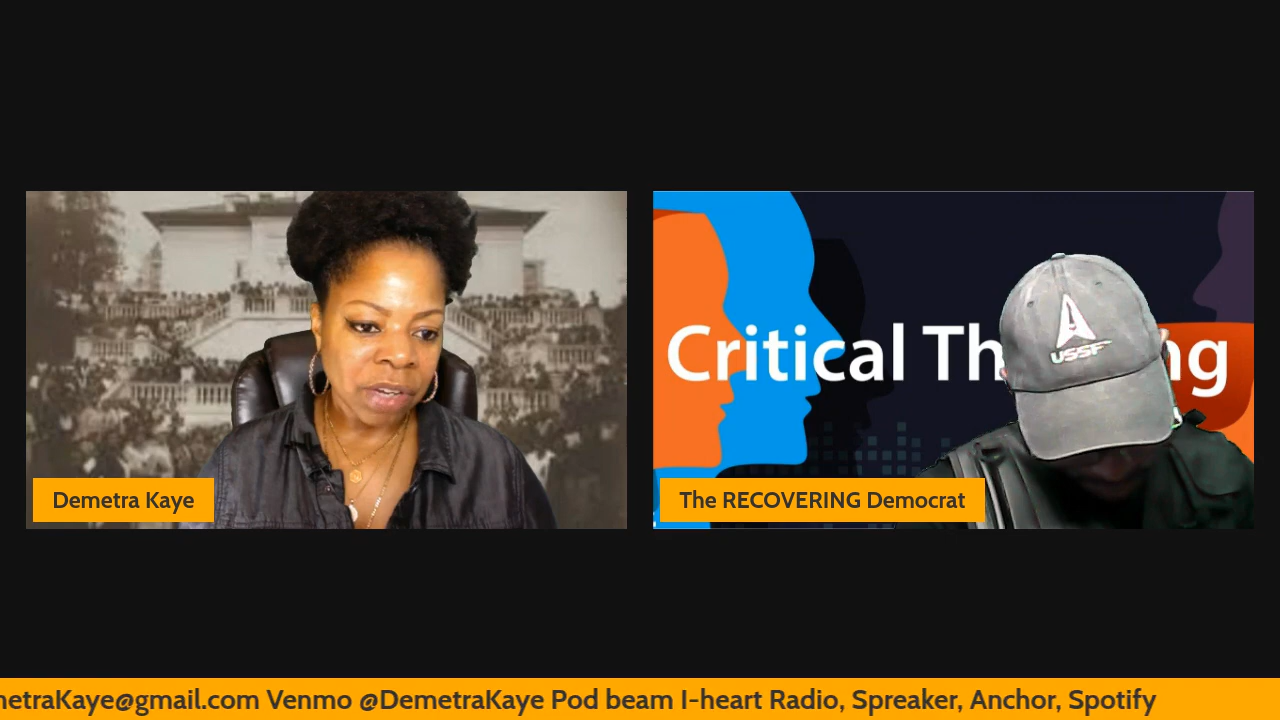 Critical Th ng
USSF
Demetra Kaye
The RECOVERING Democrat
netraKaye@gmail.com Venmo @DemetraKaye Pod beam I-heart Radio, Spreaker, Anchor, Spotify